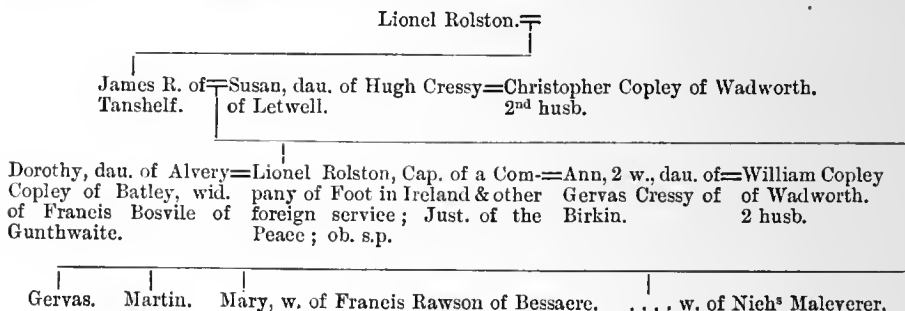 Lionel Rolston.
James R. of Tanshelf.
Susan, dau. of Hugh Cressy of Letwell.
Christopher Copley of Wadworth. 2nd husb.
Dorothy, dau. of Alvery Copley of Batley, wid. of Francis Bosvile of Gunthwaite.
Lionel Rolston, Cap. of a Company of Foot in Ireland & other foreign service; Just. of the Peace; ob. s.p.
Ann, 2 w., dau. of Gervas Cressy of Birkin.
William Copley of Wadworth. 2 husb.
Gervas. Martin. Mary, w. of Francis Rawson of Bessacre. .... w. of Nichs Maleverer.